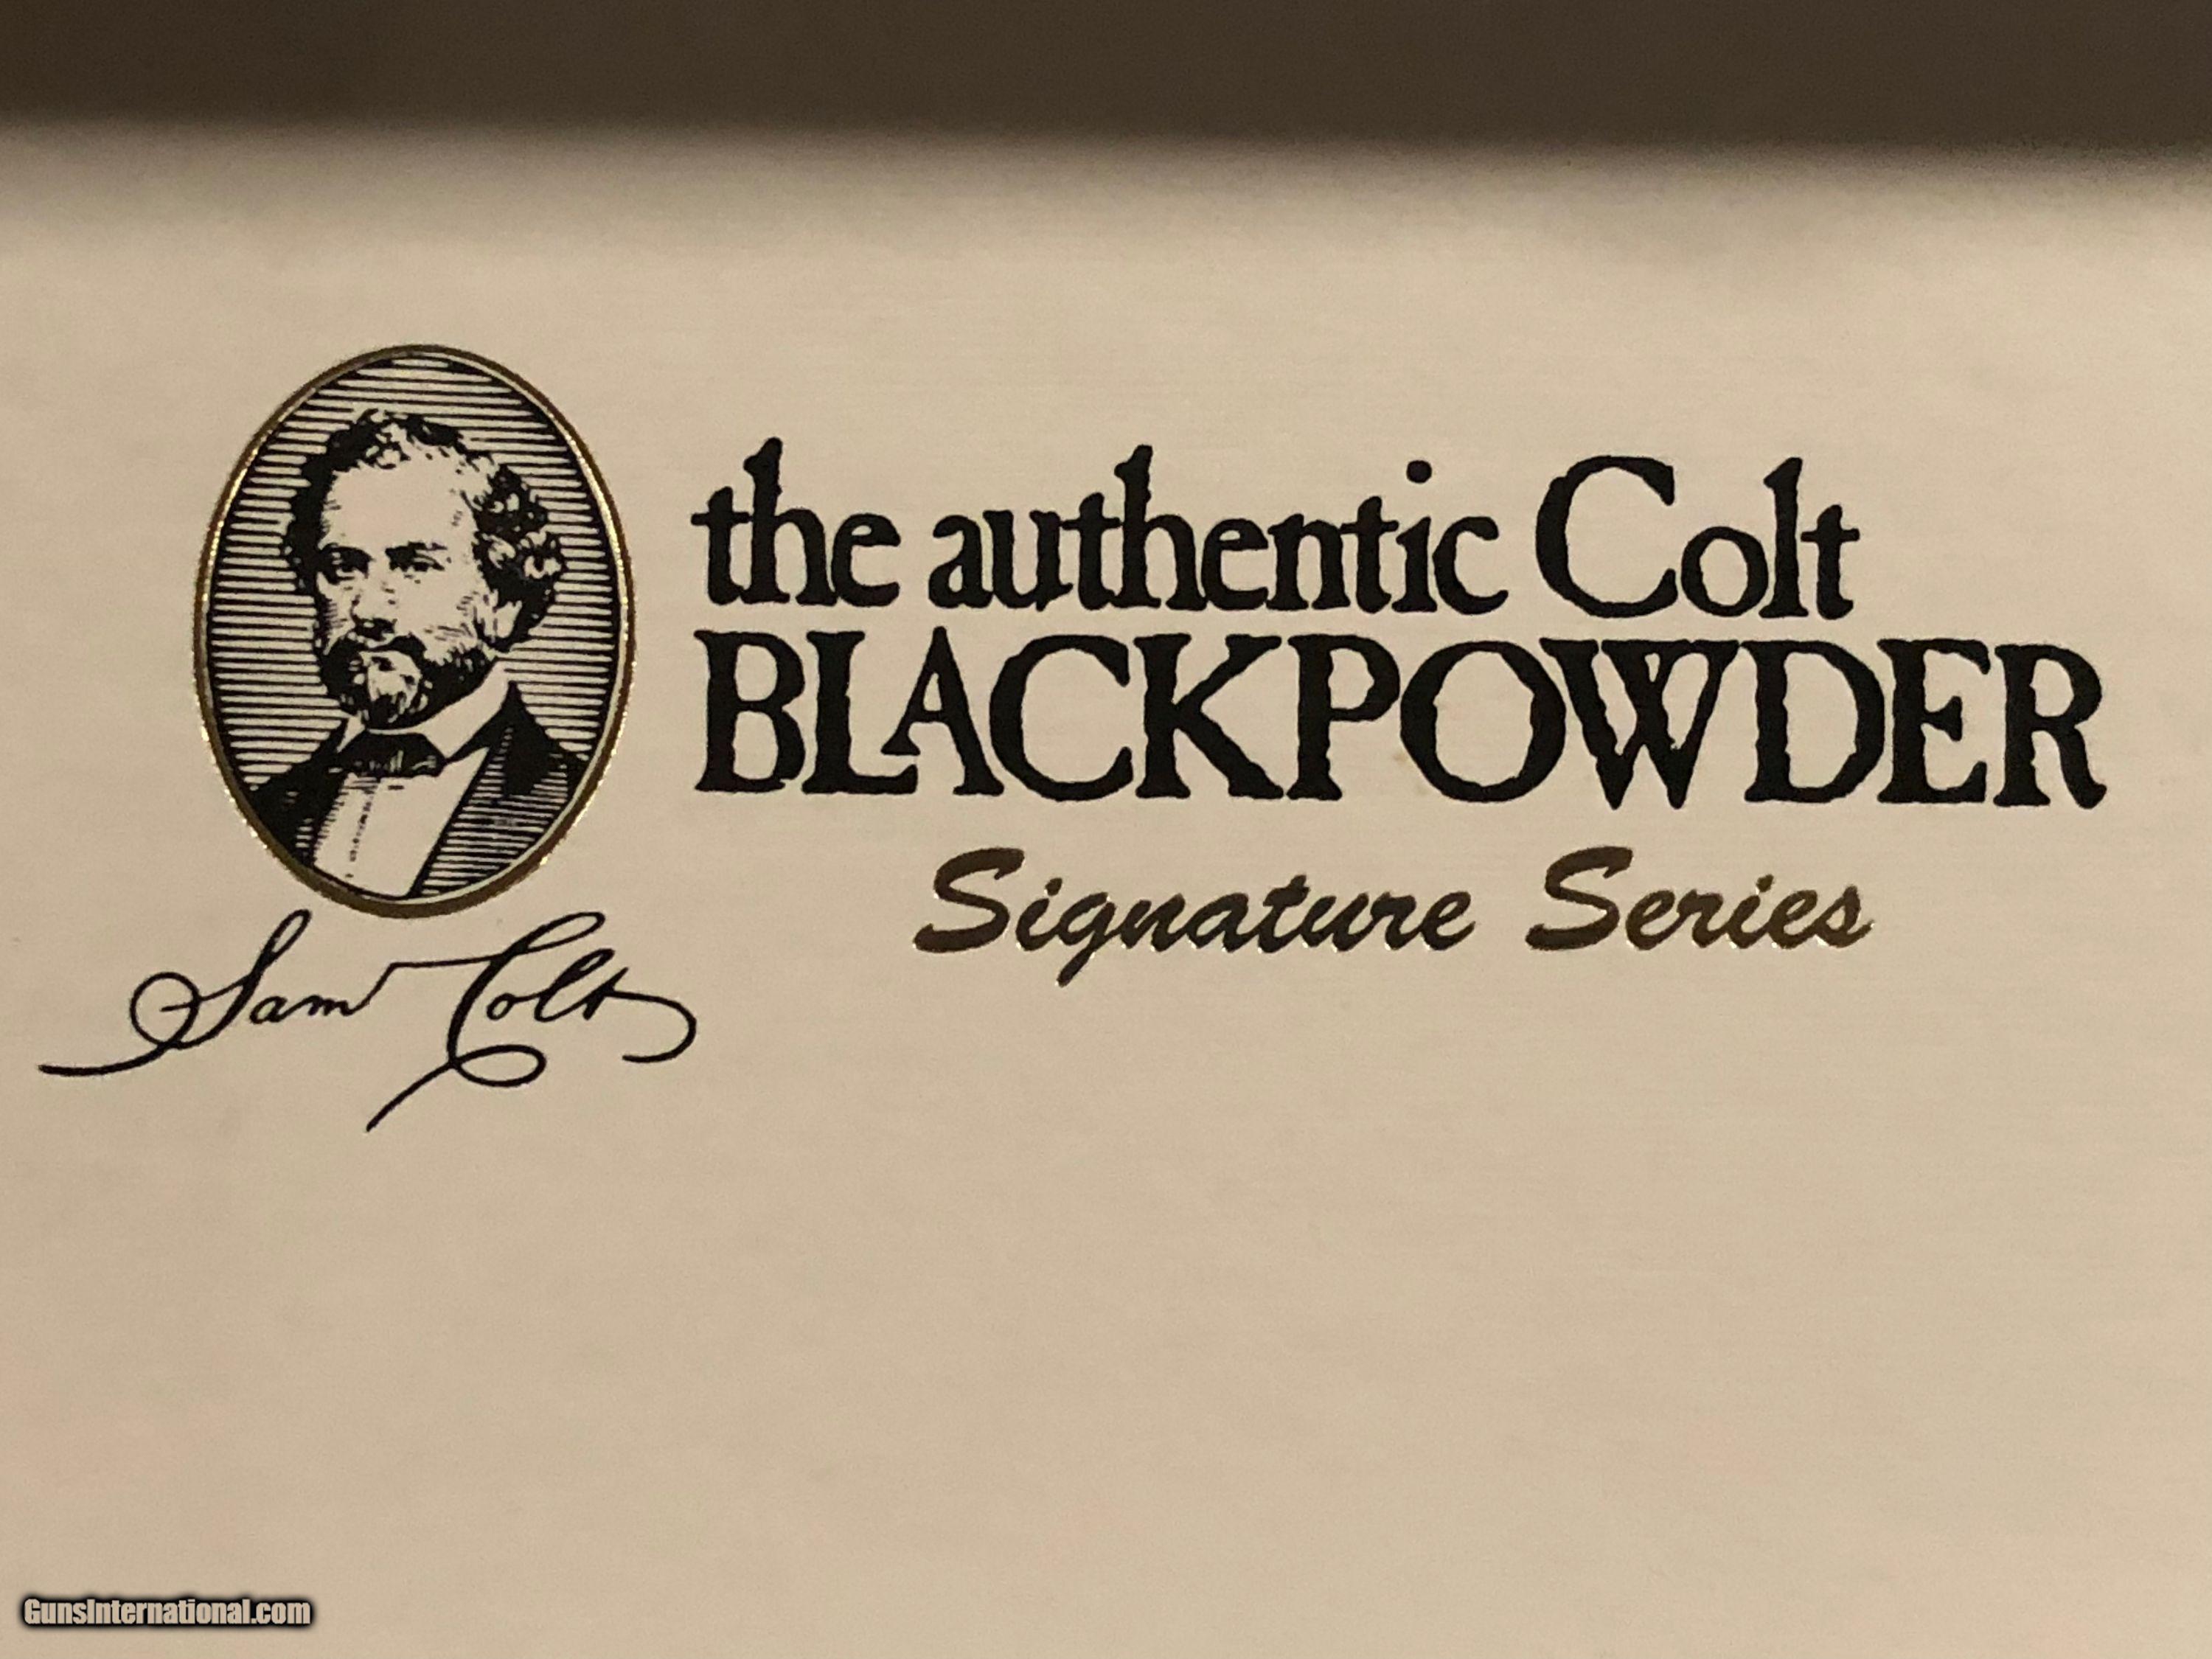 the authentic Colt
BLACKPOWDER
Signature Series
Sam Colt
GunsInternational.com